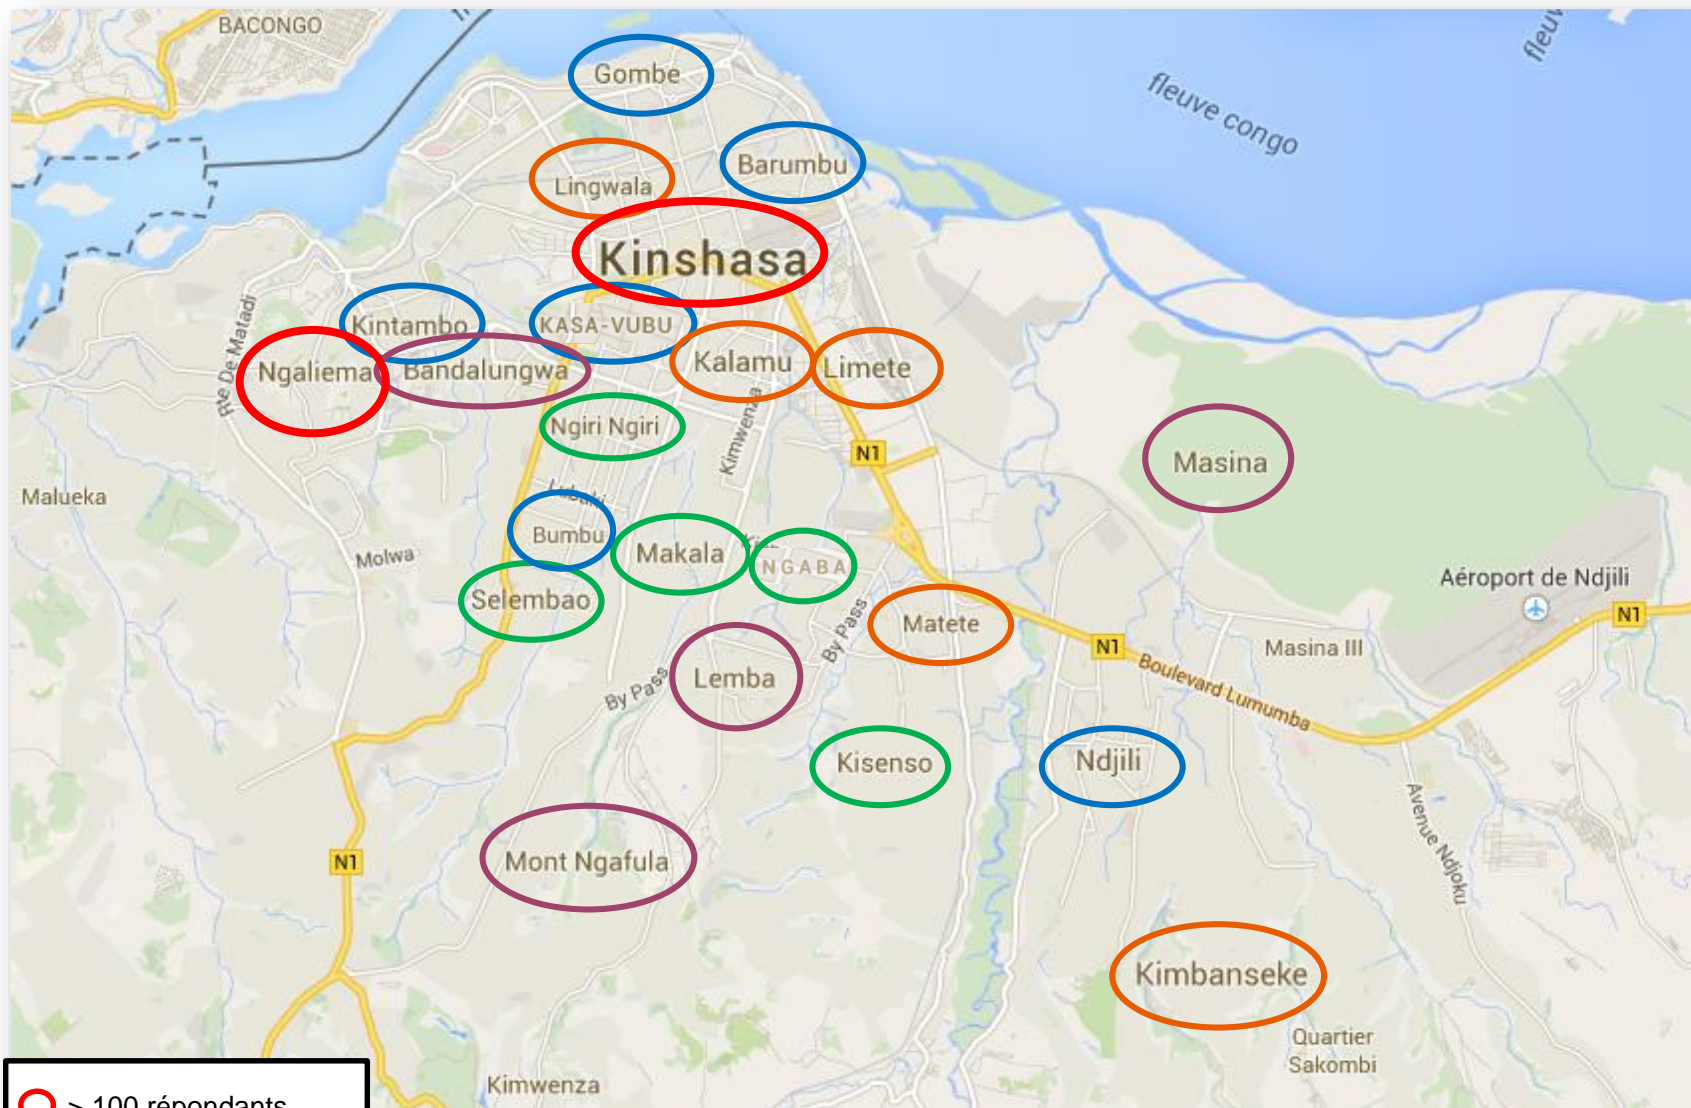 BACONGO
fleuve congo
Gombe
Barumbu
Lingwala
Kinshasa
Rte De Matadi
Kintambo
KASA-VUBU
Ngaliema
Bandalungwa
Kalamu
Limete
Ngiri Ngiri
Kimwenza
N1
Masina
Malueka
Lubaki
Bumbu
Makala
NGABA
Molwa
Selembao
Aéroport de Ndjili
N1
Matete
By Pass
N1
Masina III
Boulevard Lumumba
Lemba
By Pass
Kisenso
Ndjili
Avenue Ndjoku
Mont Ngafula
N1
Kimbanseke
Quartier
Sakombi
Kimwenza
> 100 répondants